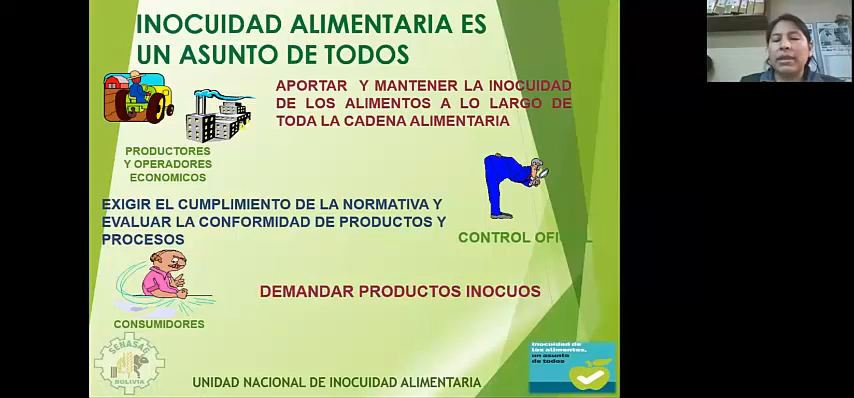 INOCUIDAD ALIMENTARIA ES
UN ASUNTO DE TODOS
APORTAR Y MANTENER LA INOCUIDAD
DE LOS ALIMENTOS A LO LARGO DE
TODA LA CADENA ALIMENTARIA
PRODUCTORES
Y OPERADORES
ECONOMICOS
EXIGIR EL CUMPLIMIENTO DE LA NORMATIVA Y
EVALUAR LA CONFORMIDAD DE PRODUCTOS Y
PROCESOS
CONTROL
DEMANDAR PRODUCTOS INOCUOS
CONSUMIDORES
SENASAG
BOLIVIA
UNIDAD NACIONAL DE INOCUIDAD ALIMENTARIA
Inocuidad de
los alimentos,
un asunto
de todos